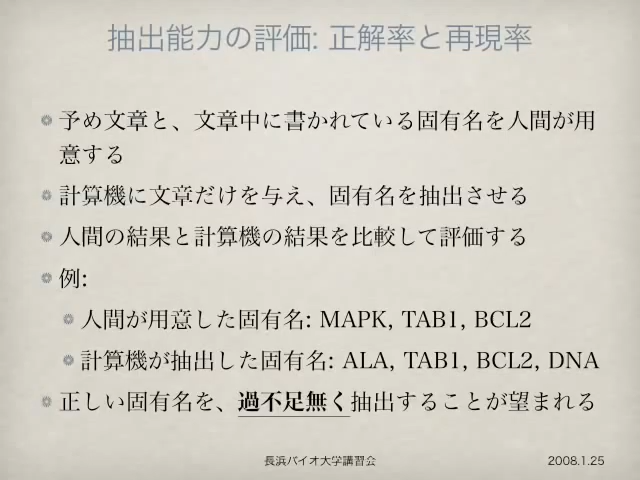 抽出能力の評価: 正解率と再現率
予め文章と、文章中に書かれている固有名を人間が用
意する
計算機に文章だけを与え、固有名を抽出させる
人間の結果と計算機の結果を比較して評価する
例:
人間が用意した固有名: MAPK, TAB1, BCL2
計算機が抽出した固有名: ALA, TAB1, BCL2, DNA
正しい固有名を、過不足無く抽出することが望まれる
長浜バイオ大学講習会 2008.1.25